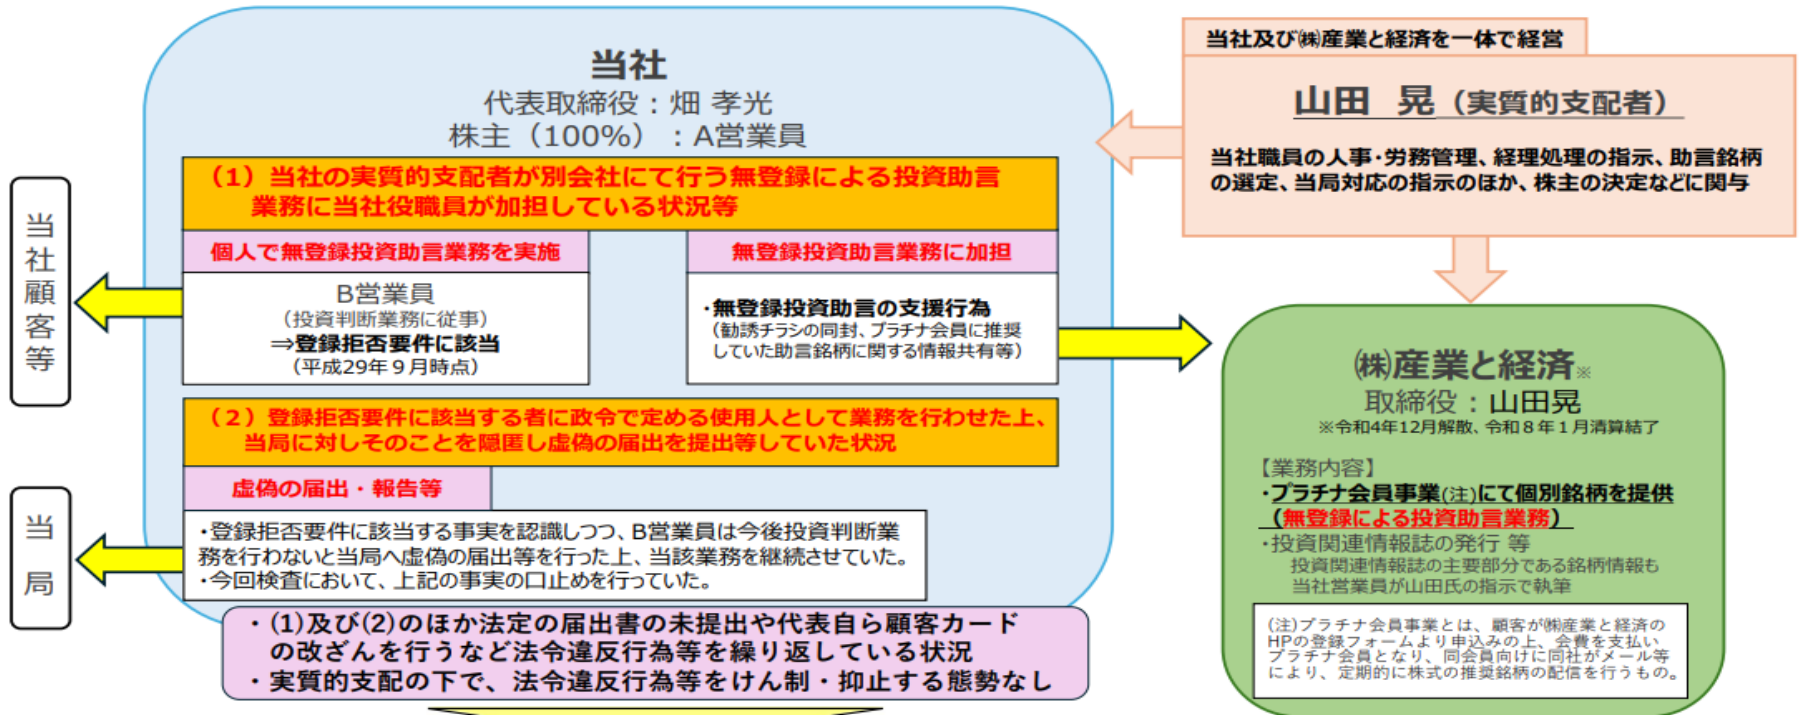 当社
代表取締役：畑 孝光
株主（100%）：A営業員
（1）当社の実質的支配者が別会社にて行う無登録による投資助言
業務に当社役職員が加担している状況等
個人で無登録投資助言業務を実施
B営業員
（投資判断業務に従事）
⇒登録拒否要件に該当
（平成29年９月時点）
無登録投資助言業務に加担
・無登録投資助言の支援行為
（勧誘チラシの同封、プラチナ会員に推奨
していた助言銘柄に関する情報共有等）
当社顧客等
（2）登録拒否要件に該当する者に政令で定める使用人として業務を行わせた上、
当局に対しそのことを隠匿し虚偽の届出を提出等していた状況
虚偽の届出・報告等
・登録拒否要件に該当する事実を認識しつつ、B営業員は今後投資判断業
務を行わないと当局へ虚偽の届出等を行った上、当該業務を継続させていた。
・今回検査において、上記の事実の口止めを行っていた。
当局
・(1)及び(2)のほか法定の届出書の未提出や代表自ら顧客カード
の改ざんを行うなど法令違反行為等を繰り返している状況
・実質的支配の下で、法令違反行為等をけん制・抑止する態勢なし
当社及び㈱産業と経済を一体で経営
山田　晃（実質的支配者）
当社職員の人事・労務管理、経理処理の指示、助言銘柄
の選定、当局対応の指示のほか、株主の決定などに関与
㈱産業と経済※
取締役：山田晃
※令和4年12月解散、令和８年１月清算結了
【業務内容】
・プラチナ会員事業(注)にて個別銘柄を提供
（無登録による投資助言業務）
・投資関連情報誌の発行 等
投資関連情報誌の主要部分である銘柄情報も
当社営業員が山田氏の指示で執筆
(注)プラチナ会員事業とは、顧客が㈱産業と経済の
HPの登録フォームより申込みの上、会費を支払い
プラチナ会員となり、同会員向けに同社がメール等
により、定期的に株式の推奨銘柄の配信を行うもの。